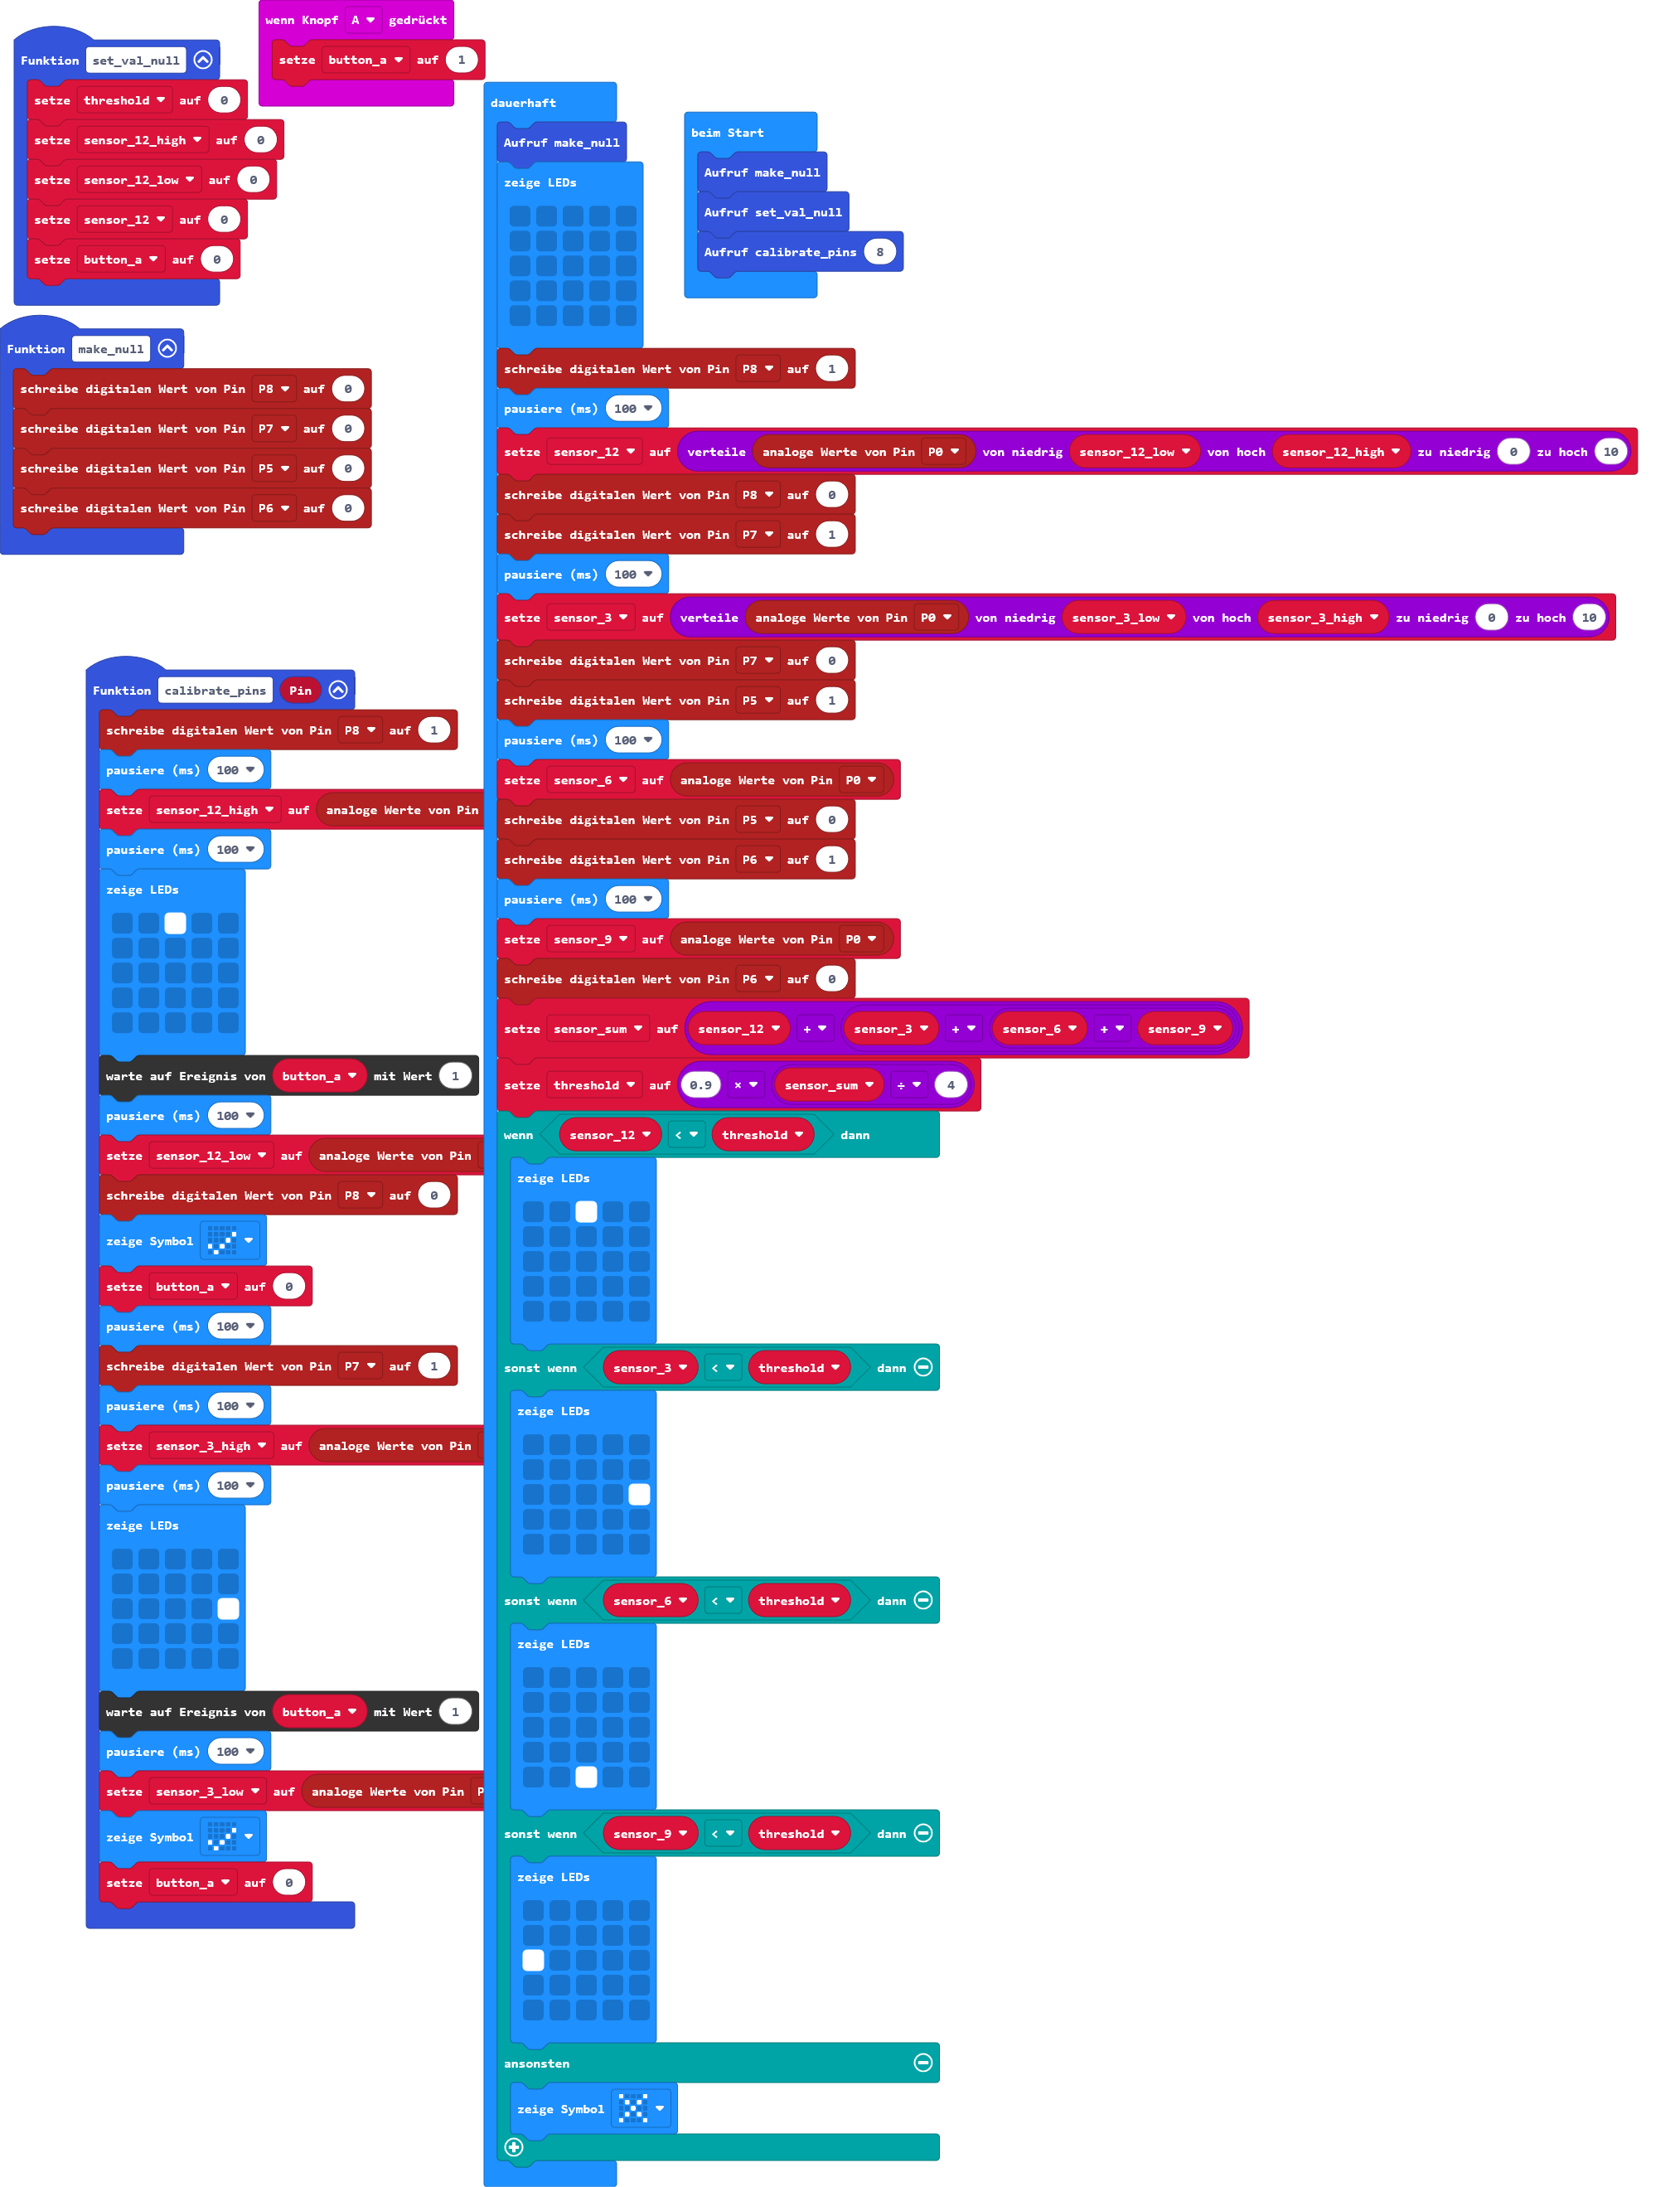 wenn Knopf A gedrückt
setze button_a auf 1
Funktion set_val_null
setze threshold auf 0
setze sensor_12_high auf 0
setze sensor_12_low auf 0
setze sensor_12 auf 0
setze button_a auf 0
Funktion make_null
schreibe digitalen Wert von Pin P8 auf 0
schreibe digitalen Wert von Pin P7 auf 0
schreibe digitalen Wert von Pin P5 auf 0
schreibe digitalen Wert von Pin P6 auf 0
Funktion calibrate_pins Pin
schreibe digitalen Wert von Pin P8 auf 1
pausiere (ms) 100
setze sensor_12_high auf analoge Werte von Pin
pausiere (ms) 100
zeige LEDs
warte auf Ereignis von button_a mit Wert 1
pausiere (ms) 100
setze sensor_12_low auf analoge Werte von Pin
schreibe digitalen Wert von Pin P8 auf 0
zeige Symbol
setze button_a auf 0
pausiere (ms) 100
schreibe digitalen Wert von Pin P7 auf 1
pausiere (ms) 100
setze sensor_3_high auf analoge Werte von Pin
pausiere (ms) 100
zeige LEDs
warte auf Ereignis von button_a mit Wert 1
pausiere (ms) 100
setze sensor_3_low auf analoge Werte von Pin P
zeige Symbol
setze button_a auf 0
dauerhaft
Aufruf make_null
zeige LEDs
schreibe digitalen Wert von Pin P8 auf 1
pausiere (ms) 100
setze sensor_12 auf verteile analoge Werte von Pin P0 von niedrig sensor_12_low von hoch sensor_12_high zu niedrig 0 zu hoch 10
schreibe digitalen Wert von Pin P8 auf 0
schreibe digitalen Wert von Pin P7 auf 1
pausiere (ms) 100
setze sensor_3 auf verteile analoge Werte von Pin P0 von niedrig sensor_3_low von hoch sensor_3_high zu niedrig 0 zu hoch 10
schreibe digitalen Wert von Pin P7 auf 0
schreibe digitalen Wert von Pin P5 auf 1
pausiere (ms) 100
setze sensor_6 auf analoge Werte von Pin P0
schreibe digitalen Wert von Pin P5 auf 0
schreibe digitalen Wert von Pin P6 auf 1
pausiere (ms) 100
setze sensor_9 auf analoge Werte von Pin P0
schreibe digitalen Wert von Pin P6 auf 0
setze sensor_sum auf sensor_12 + sensor_3 + sensor_6 + sensor_9
setze threshold auf 0.9 × sensor_sum ÷ 4
wenn sensor_12 < threshold dann
zeige LEDs
sonst wenn sensor_3 < threshold dann
zeige LEDs
sonst wenn sensor_6 < threshold dann
zeige LEDs
sonst wenn sensor_9 < threshold dann
zeige LEDs
ansonsten
zeige Symbol
beim Start
Aufruf make_null
Aufruf set_val_null
Aufruf calibrate_pins 8